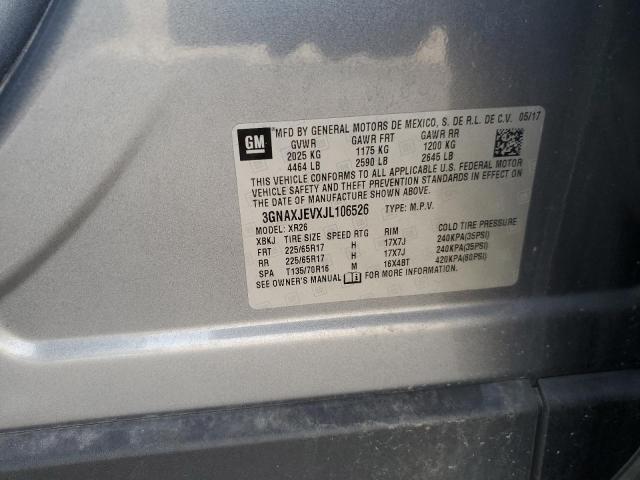 GM
MFD BY GENERAL MOTORS DE MEXICO, S. DE R.L. DE C.V. 05/17
GVWR GAWR FRT GAWR RR
2025 KG 1175 KG 1200 KG
4464 LB 2590 LB 2645 LB
THIS VEHICLE CONFORMS TO ALL APPLICABLE U.S. FEDERAL MOTOR
VEHICLE SAFETY AND THEFT PREVENTION STANDARDS IN EFFECT ON
THE DATE OF MANUFACTURE SHOWN ABOVE.
3GNAXJEVXJL106526 TYPE: M.P.V.
MODEL: XR26
XBKJ TIRE SIZE SPEED RTG RIM COLD TIRE PRESSURE
FRT 225/65R17 H 17X7J 240KPA(35PSI)
RR 225/65R17 H 17X7J 240KPA(35PSI)
SPA T135/70R16 M 16X4BT 420KPA(60PSI)
SEE OWNER'S MANUAL FOR MORE INFORMATION.